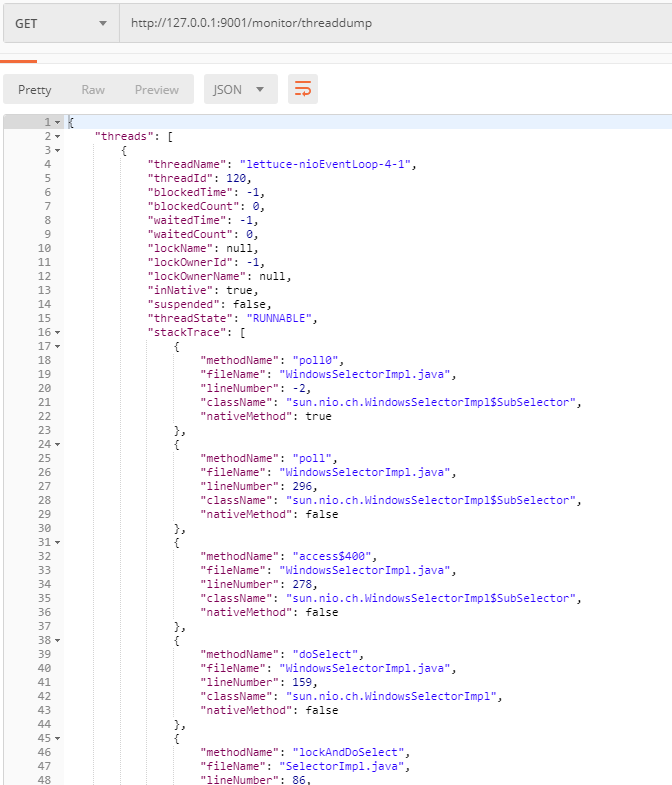 GET http://127.0.0.1:9001/monitor/threaddump
Pretty Raw Preview JSON
1 {
2 "threads": [
3 {
4 "threadName": "lettuce-nioEventLoop-4-1",
5 "threadId": 120,
6 "blockedTime": -1,
7 "blockedCount": 0,
8 "waitedTime": -1,
9 "waitedCount": 0,
10 "lockName": null,
11 "lockOwnerId": -1,
12 "lockOwnerName": null,
13 "inNative": true,
14 "suspended": false,
15 "threadState": "RUNNABLE",
16 "stackTrace": [
17 {
18 "methodName": "poll0",
19 "fileName": "WindowsSelectorImpl.java",
20 "lineNumber": -2,
21 "className": "sun.nio.ch.WindowsSelectorImpl$SubSelector",
22 "nativeMethod": true
23 },
24 {
25 "methodName": "poll",
26 "fileName": "WindowsSelectorImpl.java",
27 "lineNumber": 296,
28 "className": "sun.nio.ch.WindowsSelectorImpl$SubSelector",
29 "nativeMethod": false
30 },
31 {
32 "methodName": "access$400",
33 "fileName": "WindowsSelectorImpl.java",
34 "lineNumber": 278,
35 "className": "sun.nio.ch.WindowsSelectorImpl$SubSelector",
36 "nativeMethod": false
37 },
38 {
39 "methodName": "doSelect",
40 "fileName": "WindowsSelectorImpl.java",
41 "lineNumber": 159,
42 "className": "sun.nio.ch.WindowsSelectorImpl",
43 "nativeMethod": false
44 },
45 {
46 "methodName": "lockAndDoSelect",
47 "fileName": "SelectorImpl.java",
48 "lineNumber": 86,